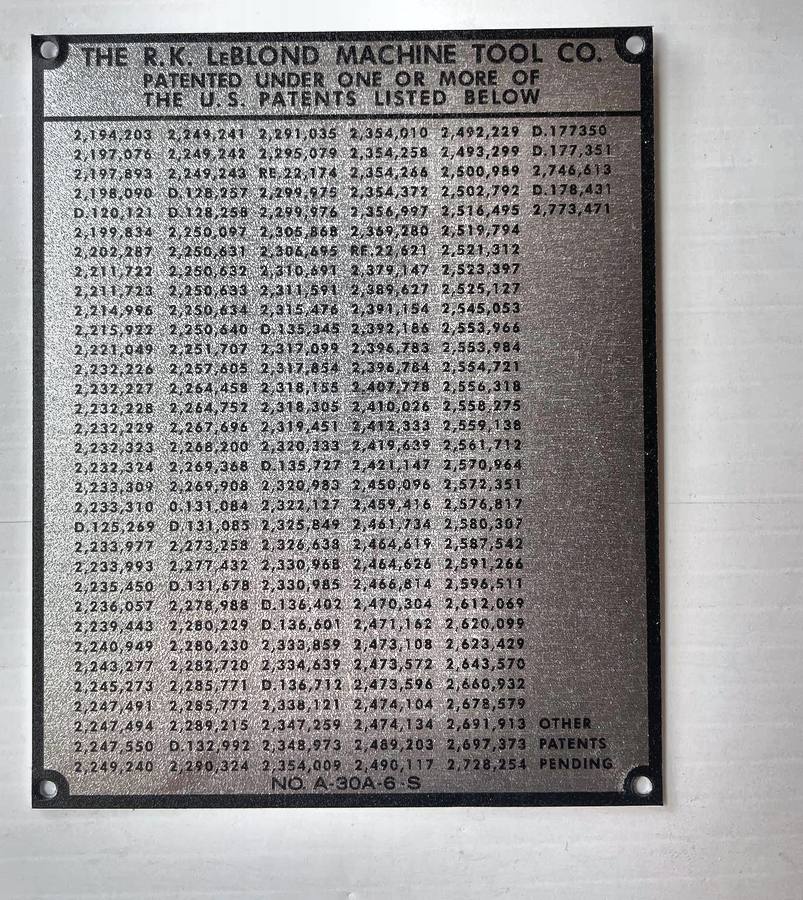 THE R.K. LeBLOND MACHINE TOOL CO.
PATENTED UNDER ONE OR MORE OF
THE U.S. PATENTS LISTED BELOW
2,194,203 2,249,241 2,291,035 2,354,010 2,492,229 D.177350
2,197,076 2,249,242 2,295,079 2,354,258 2,493,299 D.177,351
2,197,893 2,249,243 RE.22,174 2,354,266 2,500,989 2,746,613
2,198,090 D.128,257 2,299,975 2,354,372 2,502,792 D.178,431
D.120,121 D.128,258 2,299,976 2,356,997 2,516,495 2,773,471
2,199,834 2,250,097 2,305,868 2,369,280 2,519,794
2,202,287 2,250,631 2,306,695 RE.22,621 2,521,312
2,211,722 2,250,632 2,310,691 2,379,147 2,523,397
2,211,723 2,250,633 2,311,591 2,389,627 2,525,127
2,214,996 2,250,634 2,315,476 2,391,154 2,545,053
2,215,922 2,250,640 D.135,345 2,392,186 2,553,966
2,221,049 2,251,707 2,317,099 2,396,783 2,553,984
2,232,226 2,257,605 2,317,854 2,396,784 2,554,721
2,232,227 2,264,458 2,318,155 2,407,778 2,556,318
2,232,228 2,264,752 2,318,305 2,410,026 2,558,275
2,232,229 2,267,696 2,319,451 2,412,333 2,559,138
2,232,323 2,268,200 2,320,333 2,419,639 2,561,712
2,232,324 2,269,368 D.135,727 2,421,147 2,570,964
2,233,309 2,269,908 2,320,983 2,450,096 2,572,351
2,233,310 0.131,084 2,322,127 2,459,416 2,576,817
D.125,269 D.131,085 2,325,849 2,461,734 2,580,307
2,233,977 2,273,258 2,326,638 2,464,619 2,587,542
2,233,993 2,277,432 2,330,968 2,464,626 2,591,266
2,235,450 D.131,678 2,330,985 2,466,814 2,596,511
2,236,057 2,278,988 D.136,402 2,470,304 2,612,069
2,239,443 2,280,229 D.136,601 2,471,162 2,620,099
2,240,949 2,280,230 2,333,859 2,473,108 2,623,429
2,243,277 2,282,720 2,334,639 2,473,572 2,643,570
2,245,273 2,285,771 D.136,712 2,473,596 2,660,932
2,247,491 2,285,772 2,338,121 2,474,104 2,678,579
2,247,494 2,289,215 2,347,259 2,474,134 2,691,913 OTHER
2,247,550 D.132,992 2,348,973 2,489,203 2,697,373 PATENTS
2,249,240 2,290,324 2,354,009 2,490,117 2,728,254 PENDING
NO. A-30A-6-S